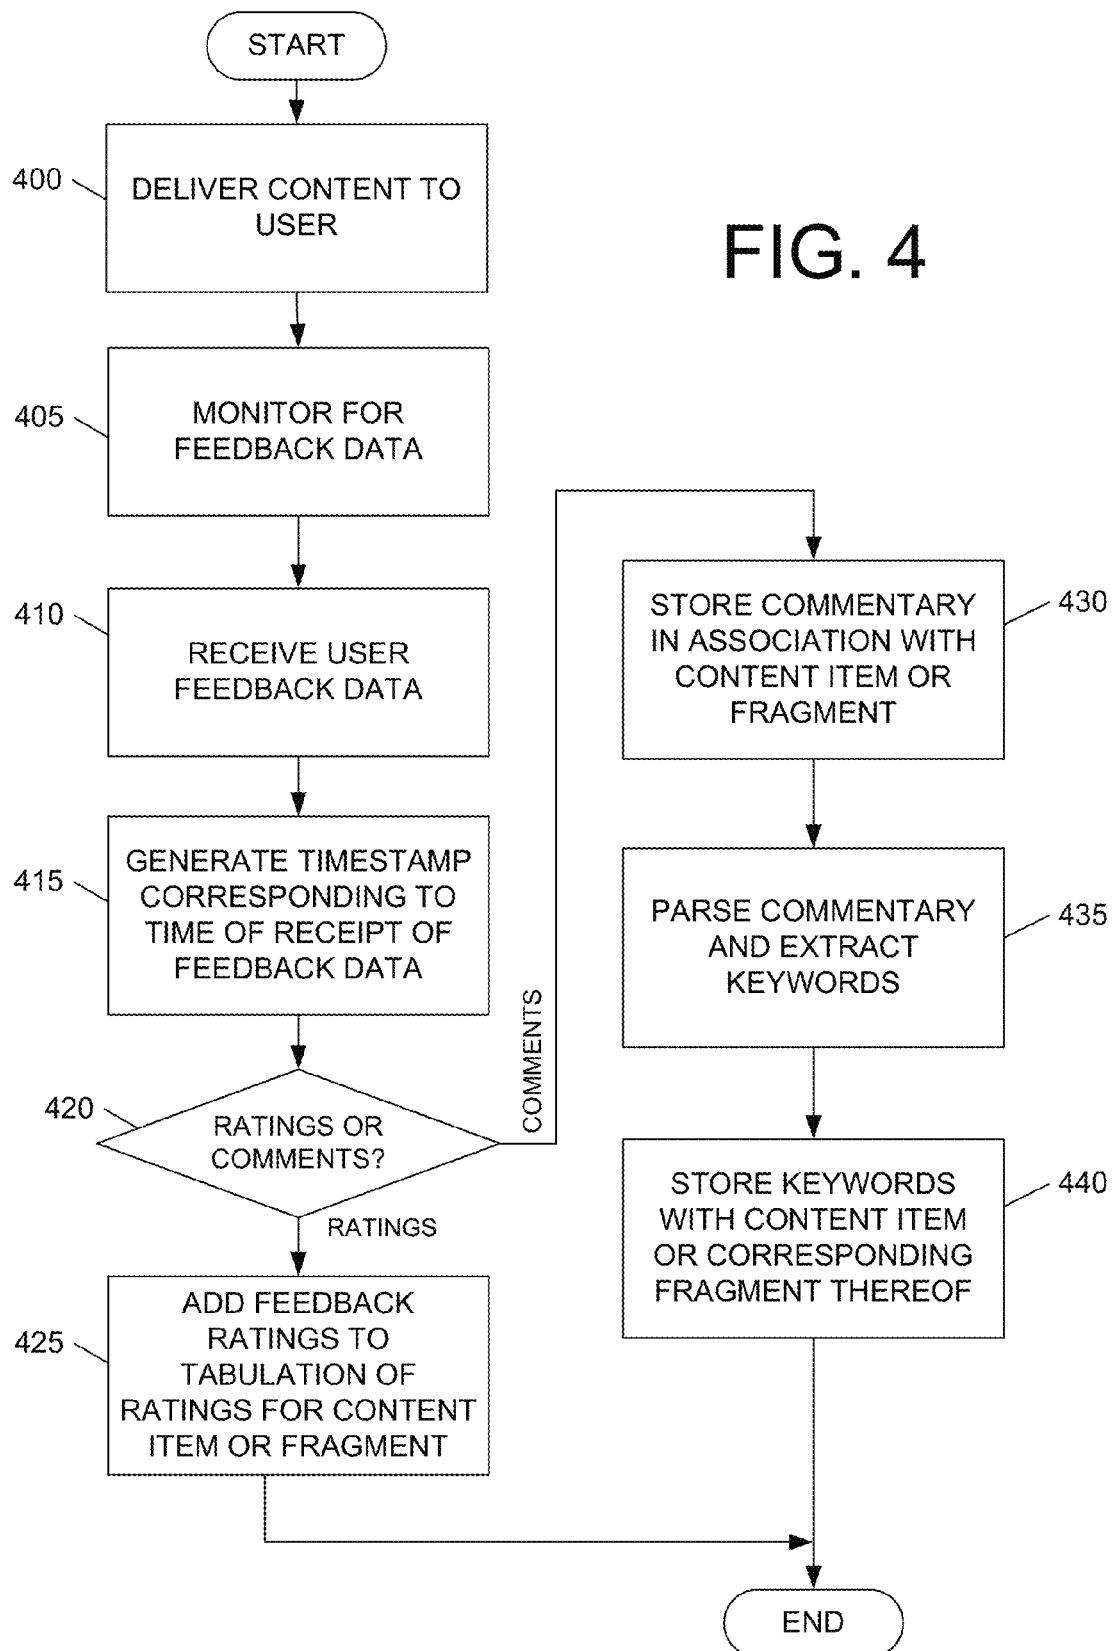 START
400
DELIVER CONTENT TO
USER
FIG. 4
405
MONITOR FOR
FEEDBACK DATA
410
RECEIVE USER
FEEDBACK DATA
415
GENERATE TIMESTAMP
CORRESPONDING TO
TIME OF RECEIPT OF
FEEDBACK DATA
420
RATINGS OR
COMMENTS?
COMMENTS
RATINGS
425
ADD FEEDBACK
RATINGS TO
TABULATION OF
RATINGS FOR CONTENT
ITEM OR FRAGMENT
STORE COMMENTARY
IN ASSOCIATION WITH
CONTENT ITEM OR
FRAGMENT
430
PARSE COMMENTARY
AND EXTRACT
KEYWORDS
435
STORE KEYWORDS
WITH CONTENT ITEM
OR CORRESPONDING
FRAGMENT THEREOF
440
END